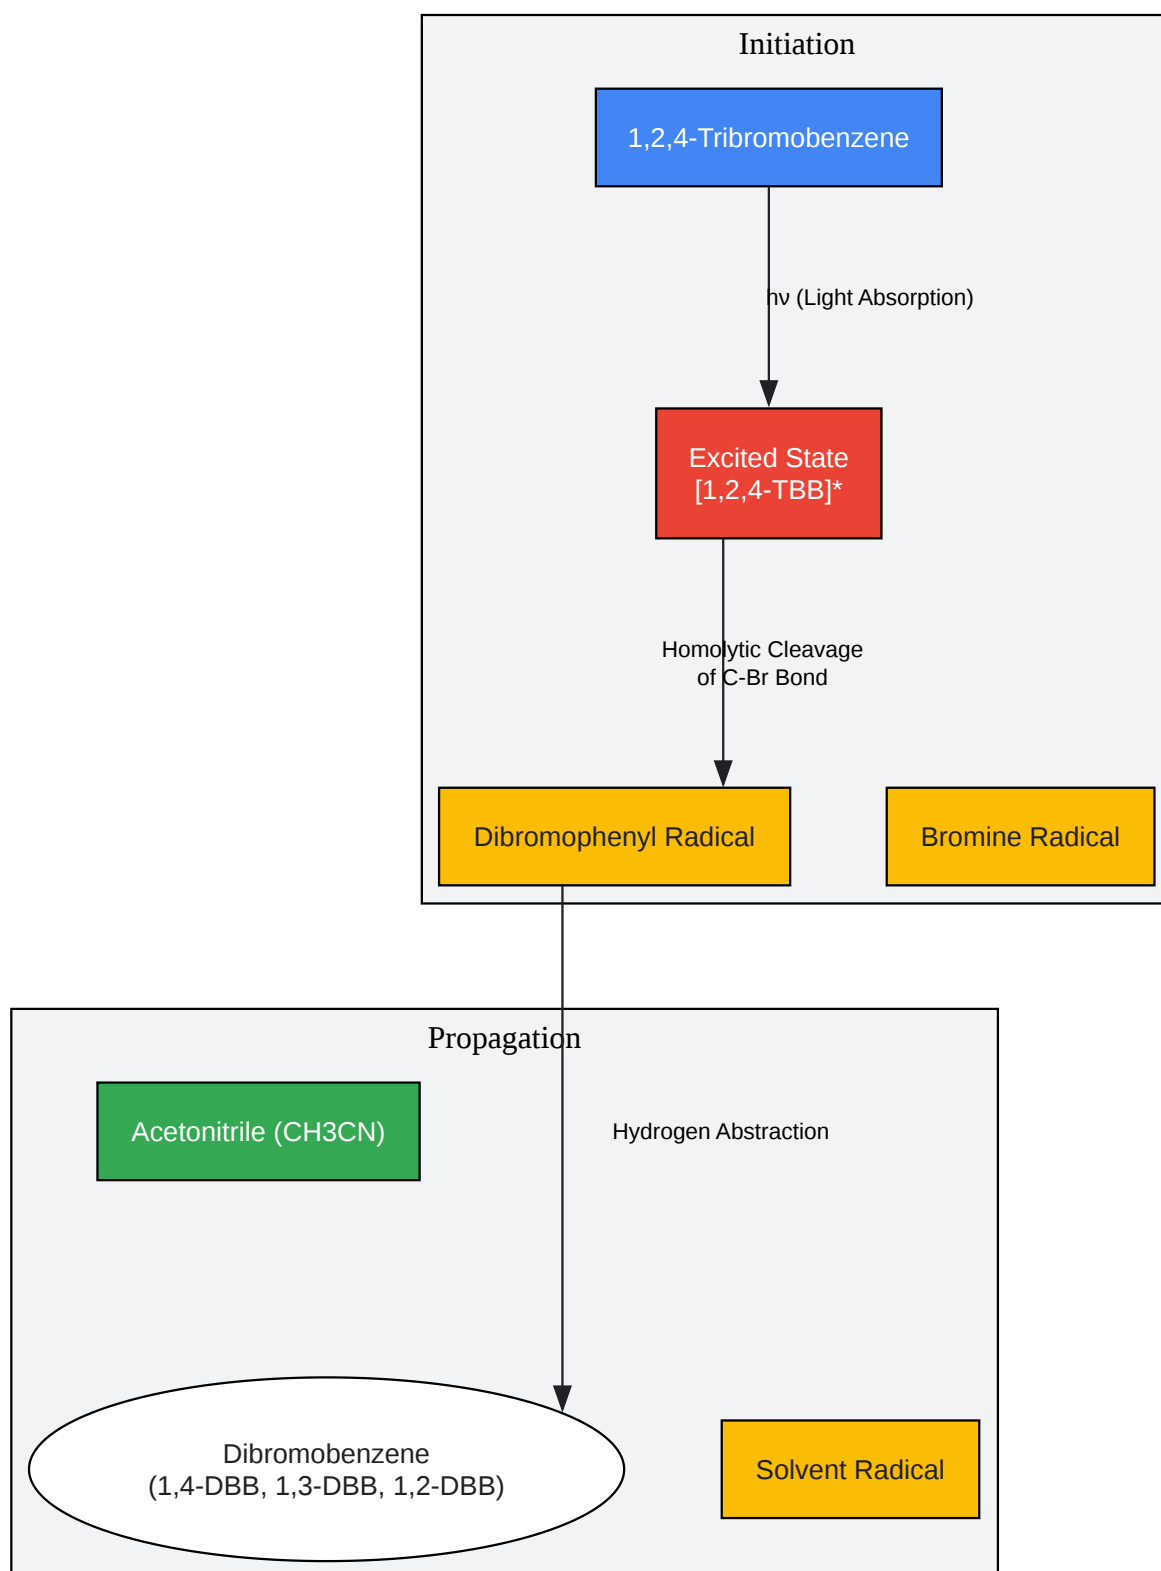 Initiation
1,2,4-Tribromobenzene
hν (Light Absorption)
Excited State
[1,2,4-TBB]*
Homolytic Cleavage
of C-Br Bond
Dibromophenyl Radical
Bromine Radical
Propagation
Acetonitrile (CH3CN)
Hydrogen Abstraction
Dibromobenzene
(1,4-DBB, 1,3-DBB, 1,2-DBB)
Solvent Radical